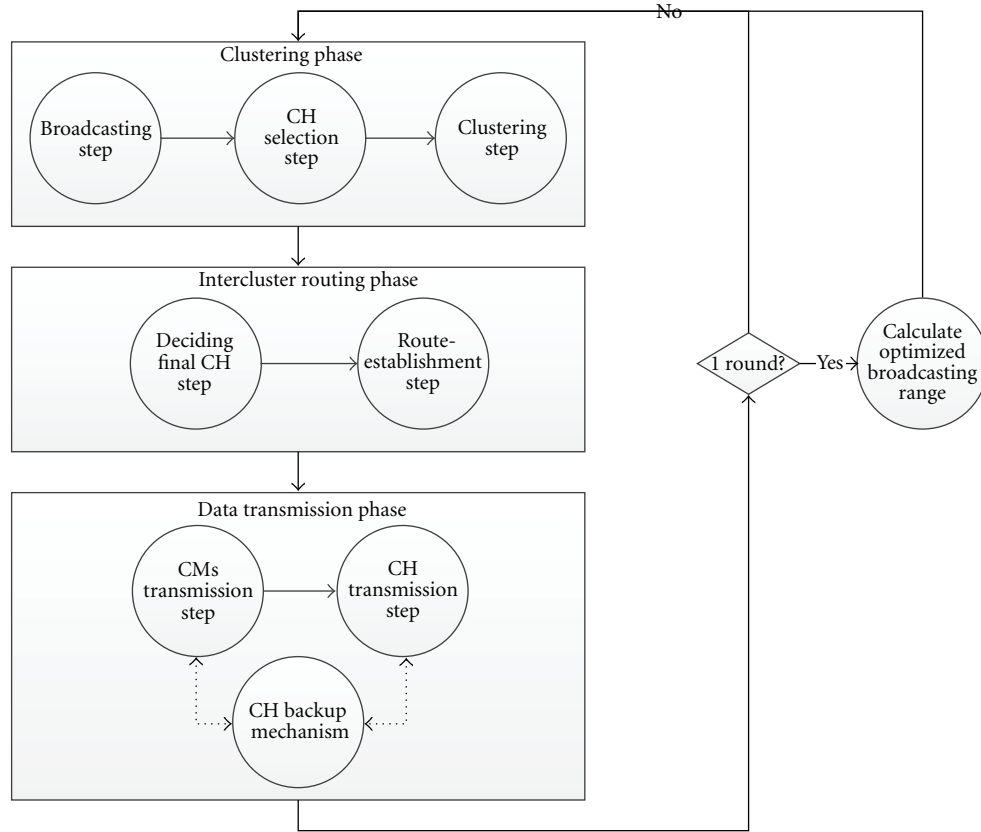 No
Clustering phase
Broadcasting
step
CH
selection
step
Clustering
step
Intercluster routing phase
Deciding
final CH
step
Route-
establishment
step
1 round?
Yes
Calculate
optimized
broadcasting
range
Data transmission phase
CMs
transmission
step
CH
transmission
step
CH backup
mechanism